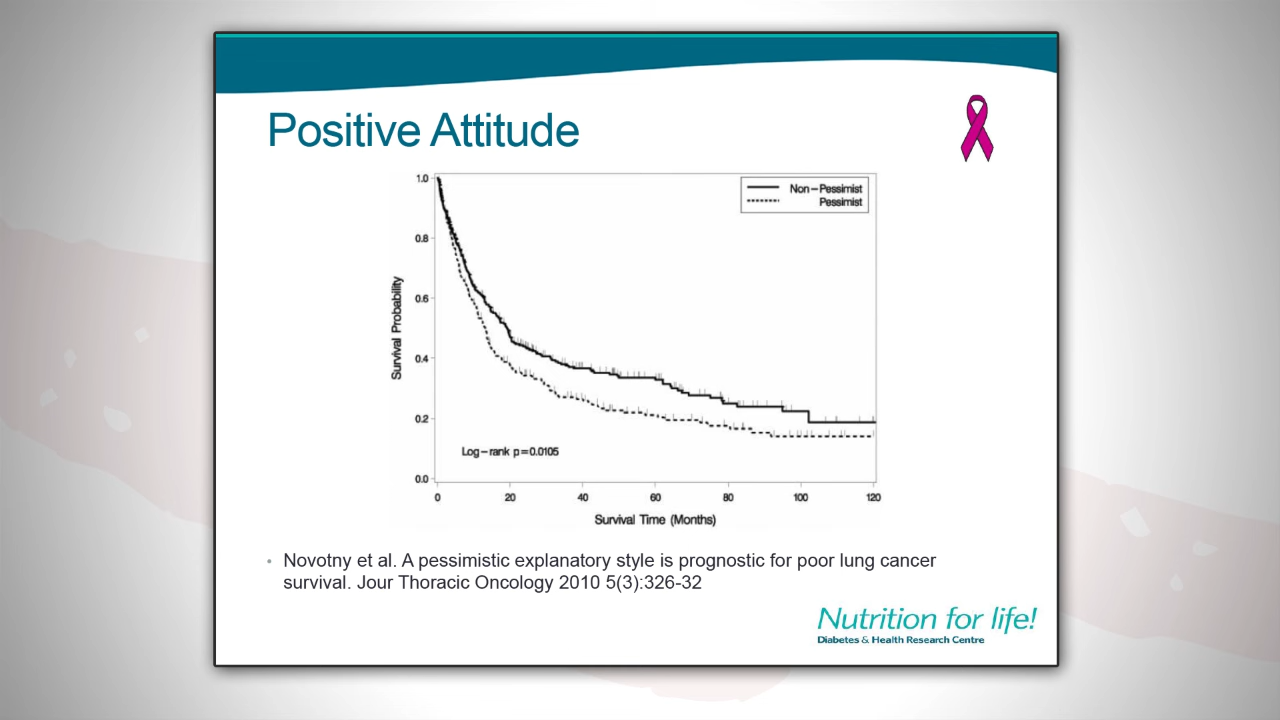 Positive Attitude
Non-Pessimist
Pessimist
1.0
0.8
0.6
0.4
0.2
0.0
Survival Probability
Log-rank p=0.0105
0 20 40 60 80 100 120
Survival Time (Months)
• Novotny et al. A pessimistic explanatory style is prognostic for poor lung cancer
survival. Jour Thoracic Oncology 2010 5(3):326-32
Nutrition for life!
Diabetes & Health Research Centre